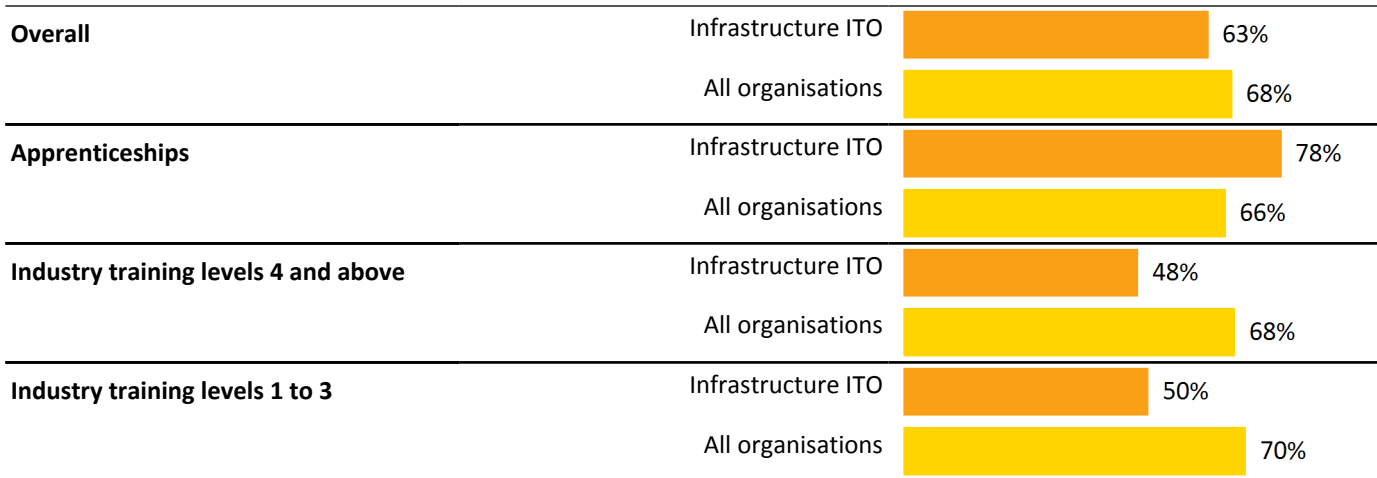 Overall Infrastructure ITO 63%
All organisations 68%
Apprenticeships Infrastructure ITO 78%
All organisations 66%
Industry training levels 4 and above Infrastructure ITO 48%
All organisations 68%
Industry training levels 1 to 3 Infrastructure ITO 50%
All organisations 70%